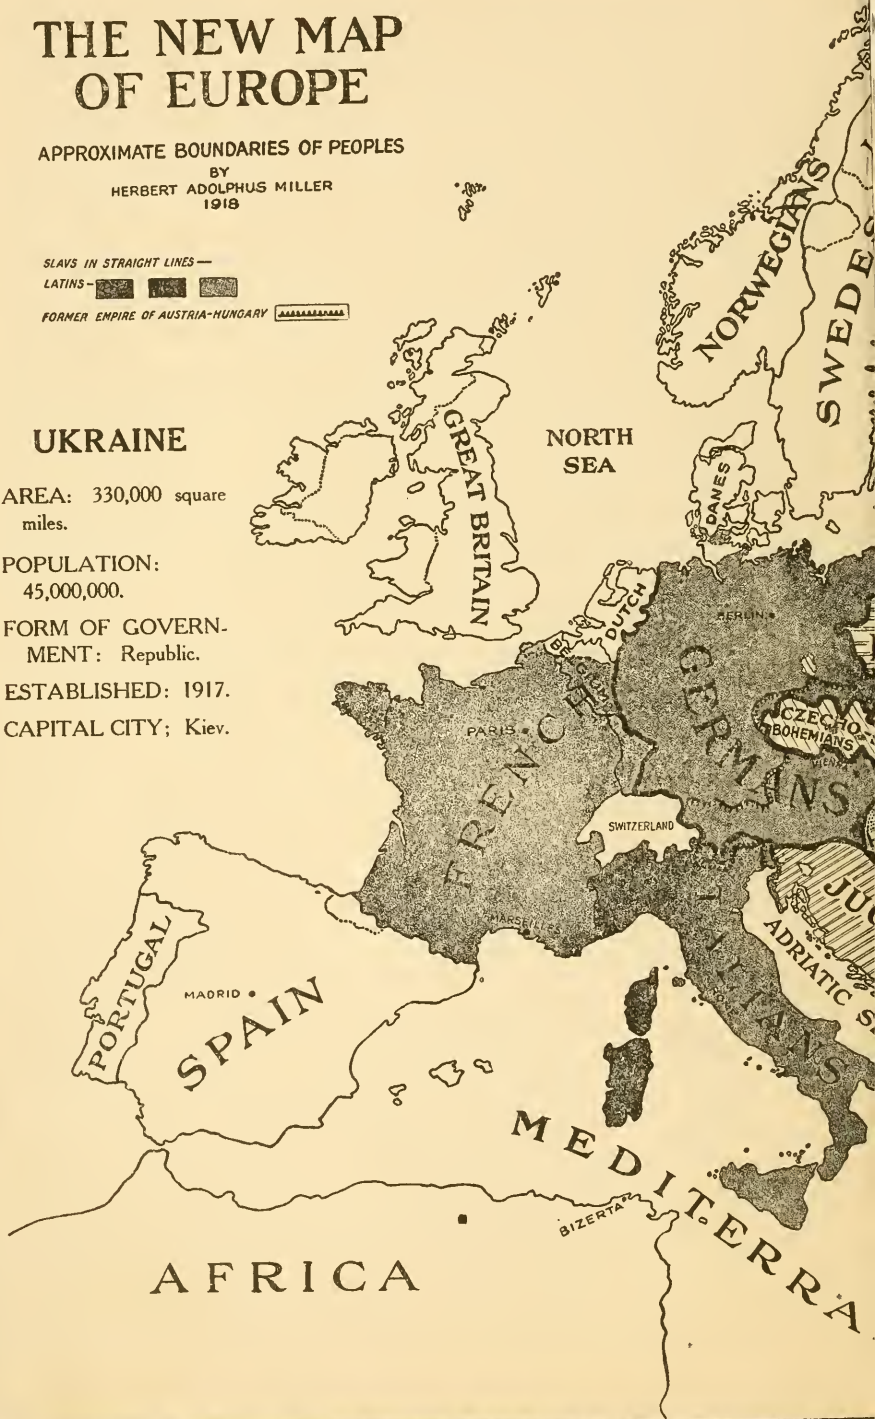 THE NEW MAP
OF EUROPE
APPROXIMATE BOUNDARIES OF PEOPLES
BY
HERBERT ADOLPHUS MILLER
1918
SLAVS IN STRAIGHT LINES—
LATINS-
FORMER EMPIRE OF AUSTRIA-HUNGARY
UKRAINE
AREA: 330,000 square
miles.
POPULATION:
45,000,000.
FORM OF GOVERN-
MENT: Republic.
ESTABLISHED: 1917.
CAPITAL CITY; Kiev.
NORWEGIANS
SWEDES
NORTH
SEA
GREAT BRITAIN
DANES
DUTCH
BELGIUM
BERLIN
GERMANS
CZECHO-S
BOHEMIANS
VIENNA
PARIS
FRENCH
SWITZERLAND
MARSEILLES
ITALIANS
JUG
ADRIATIC S
PORTUGAL
MADRID
SPAIN
MEDITERRA
BIZERTA
AFRICA